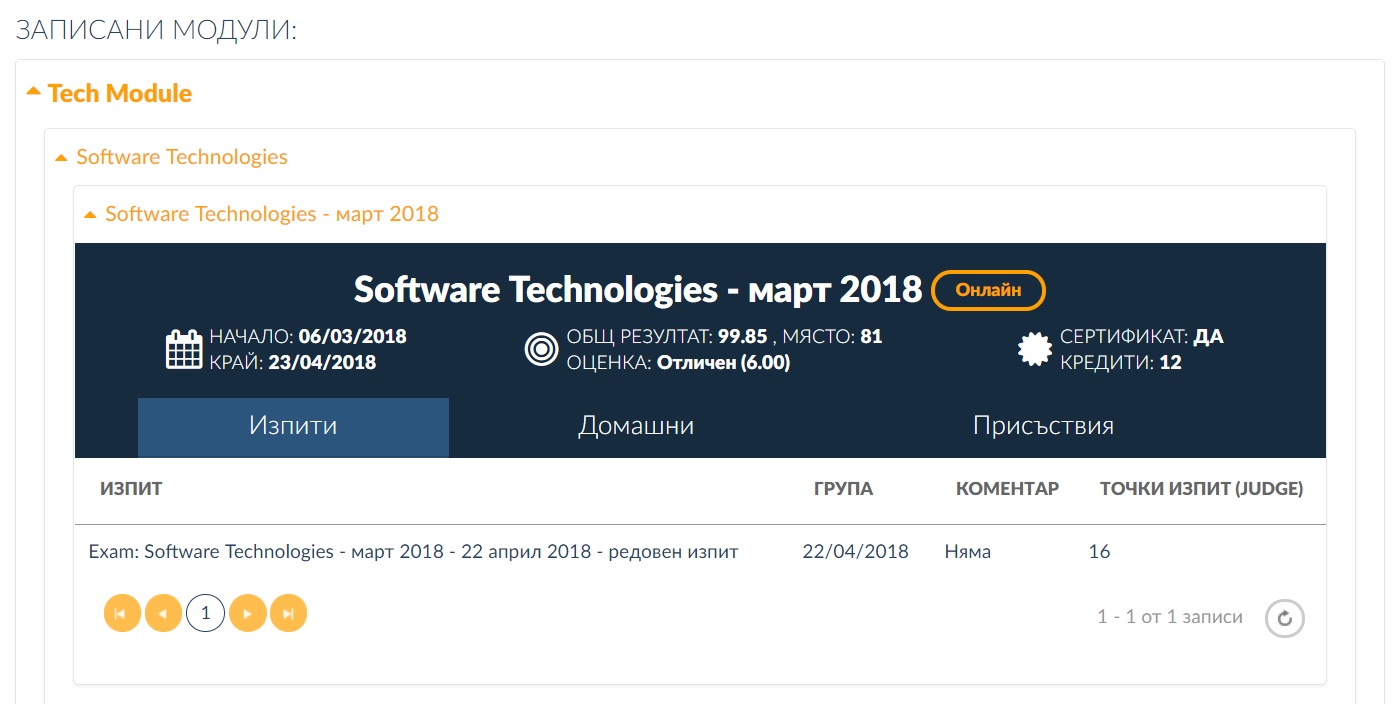 ЗАПИСАНИ МОДУЛИ:
Tech Module
Software Technologies
Software Technologies - март 2018
Software Technologies - март 2018 Онлайн
НАЧАЛО: 06/03/2018
КРАЙ: 23/04/2018
ОБЩ РЕЗУЛТАТ: 99.85 , МЯСТО: 81
ОЦЕНКА: Отличен (6.00)
СЕРТИФИКАТ: ДА
КРЕДИТИ: 12
Изпити Домашни Присъствия
ИЗПИТ ГРУПА КОМЕНТАР ТОЧКИ ИЗПИТ (JUDGE)
Exam: Software Technologies - март 2018 - 22 април 2018 - редовен изпит 22/04/2018 Няма 16
1
1 - 1 от 1 записи